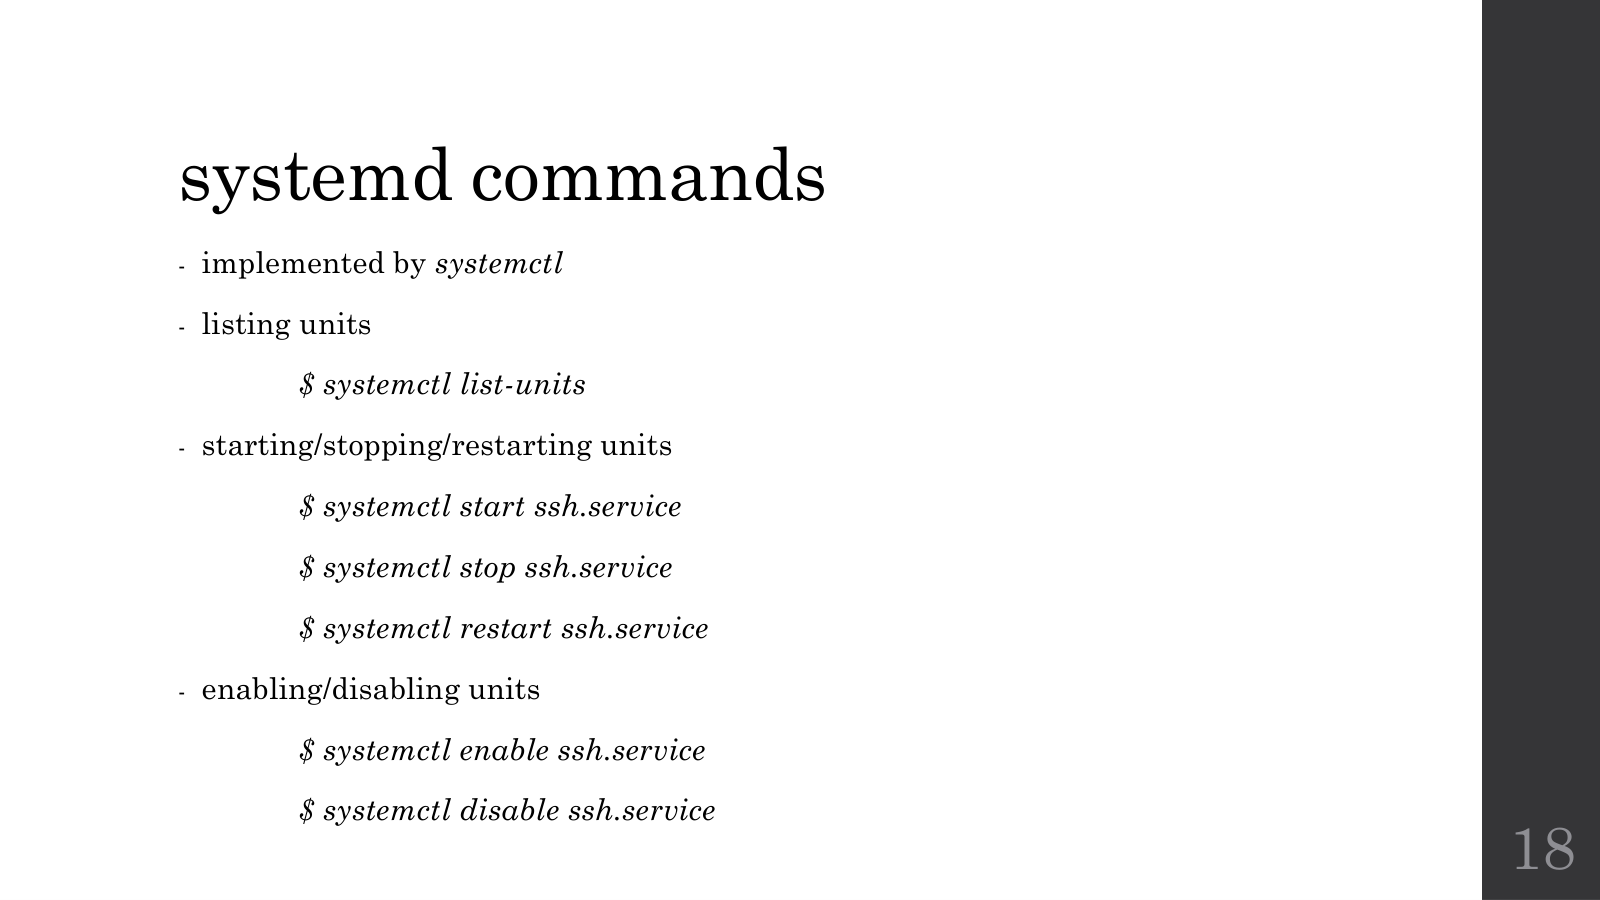 systemd commands
- implemented by systemctl
- listing units
$ systemctl list-units
- starting/stopping/restarting units
$ systemctl start ssh.service
$ systemctl stop ssh.service
$ systemctl restart ssh.service
- enabling/disabling units
$ systemctl enable ssh.service
$ systemctl disable ssh.service
18